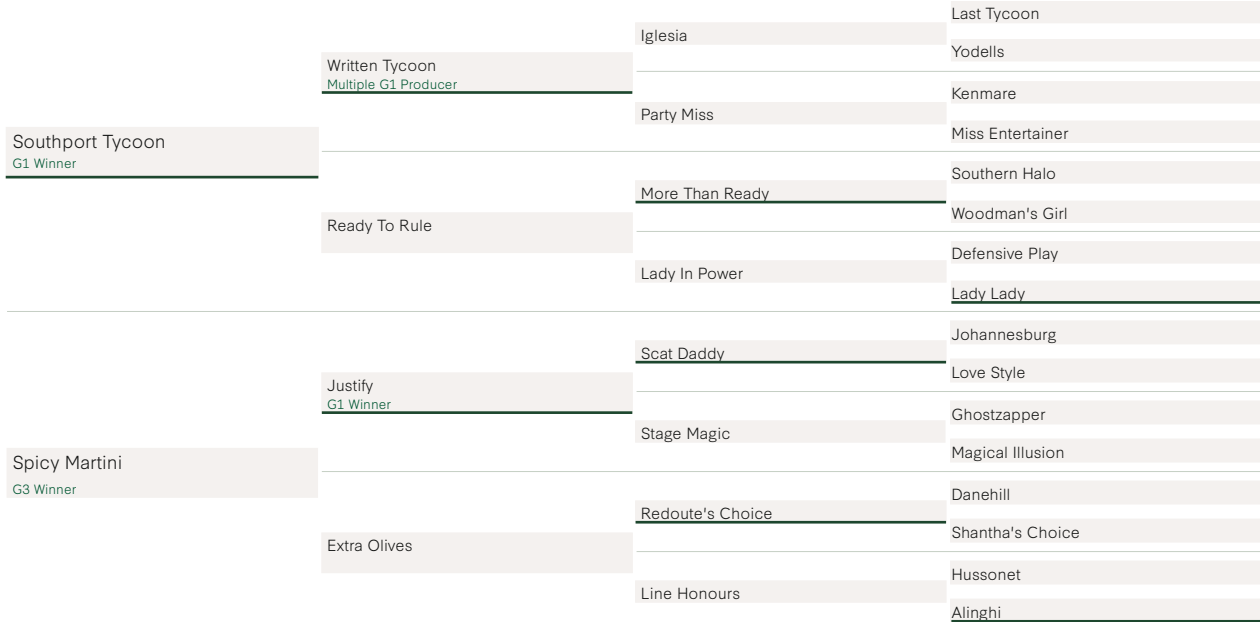 Southport Tycoon
G1 Winner
Spicy Martini
G3 Winner
Written Tycoon
Multiple G1 Producer
Ready To Rule
Justify
G1 Winner
Extra Olives
Iglesia
Party Miss
More Than Ready
Lady In Power
Scat Daddy
Stage Magic
Redoute's Choice
Line Honours
Last Tycoon
Yodells
Kenmare
Miss Entertainer
Southern Halo
Woodman's Girl
Defensive Play
Lady Lady
Johannesburg
Love Style
Ghostzapper
Magical Illusion
Danehill
Shantha's Choice
Hussonet
Alinghi